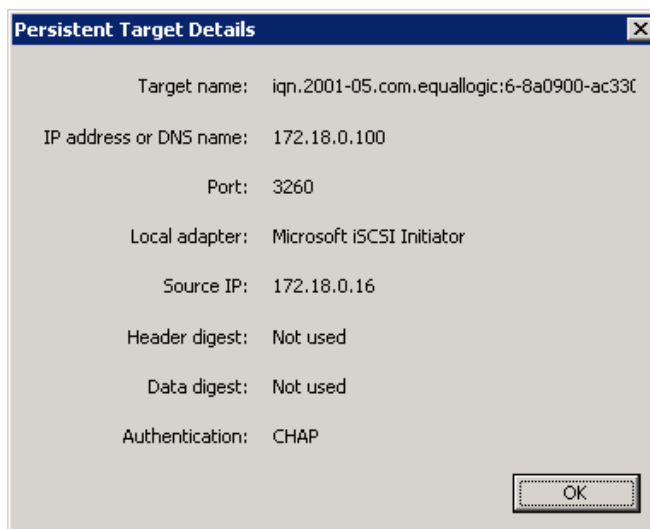 Persistent Target Details
Target name: iqn.2001-05.com.equallogic:6-8a0900-ac330
IP address or DNS name: 172.18.0.100
Port: 3260
Local adapter: Microsoft iSCSI Initiator
Source IP: 172.18.0.16
Header digest: Not used
Data digest: Not used
Authentication: CHAP
OK